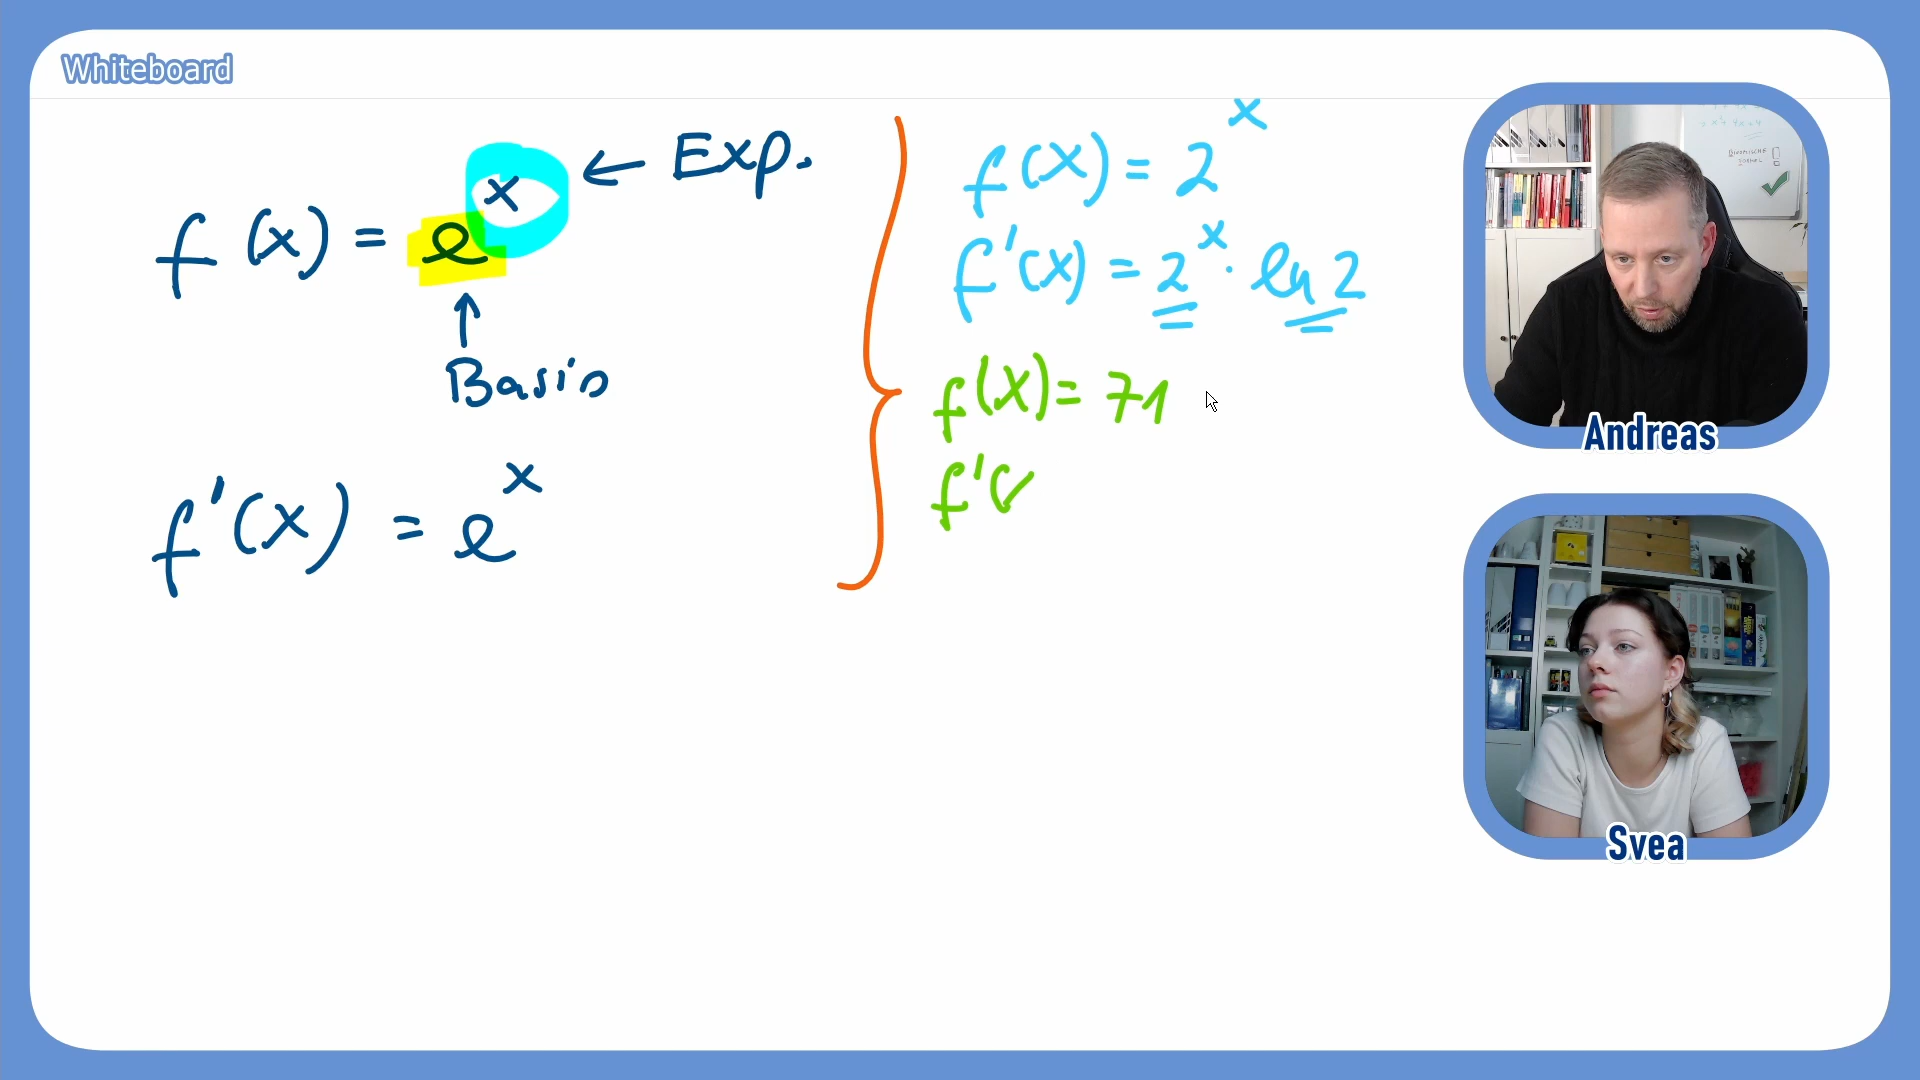 Whiteboard
f(x) = e^x ← Exp.
↑
Basis
f'(x) = e^x
f(x) = 2^x
f'(x) = 2^x · ln 2
f(x) = 71
f'(
Andreas
Svea